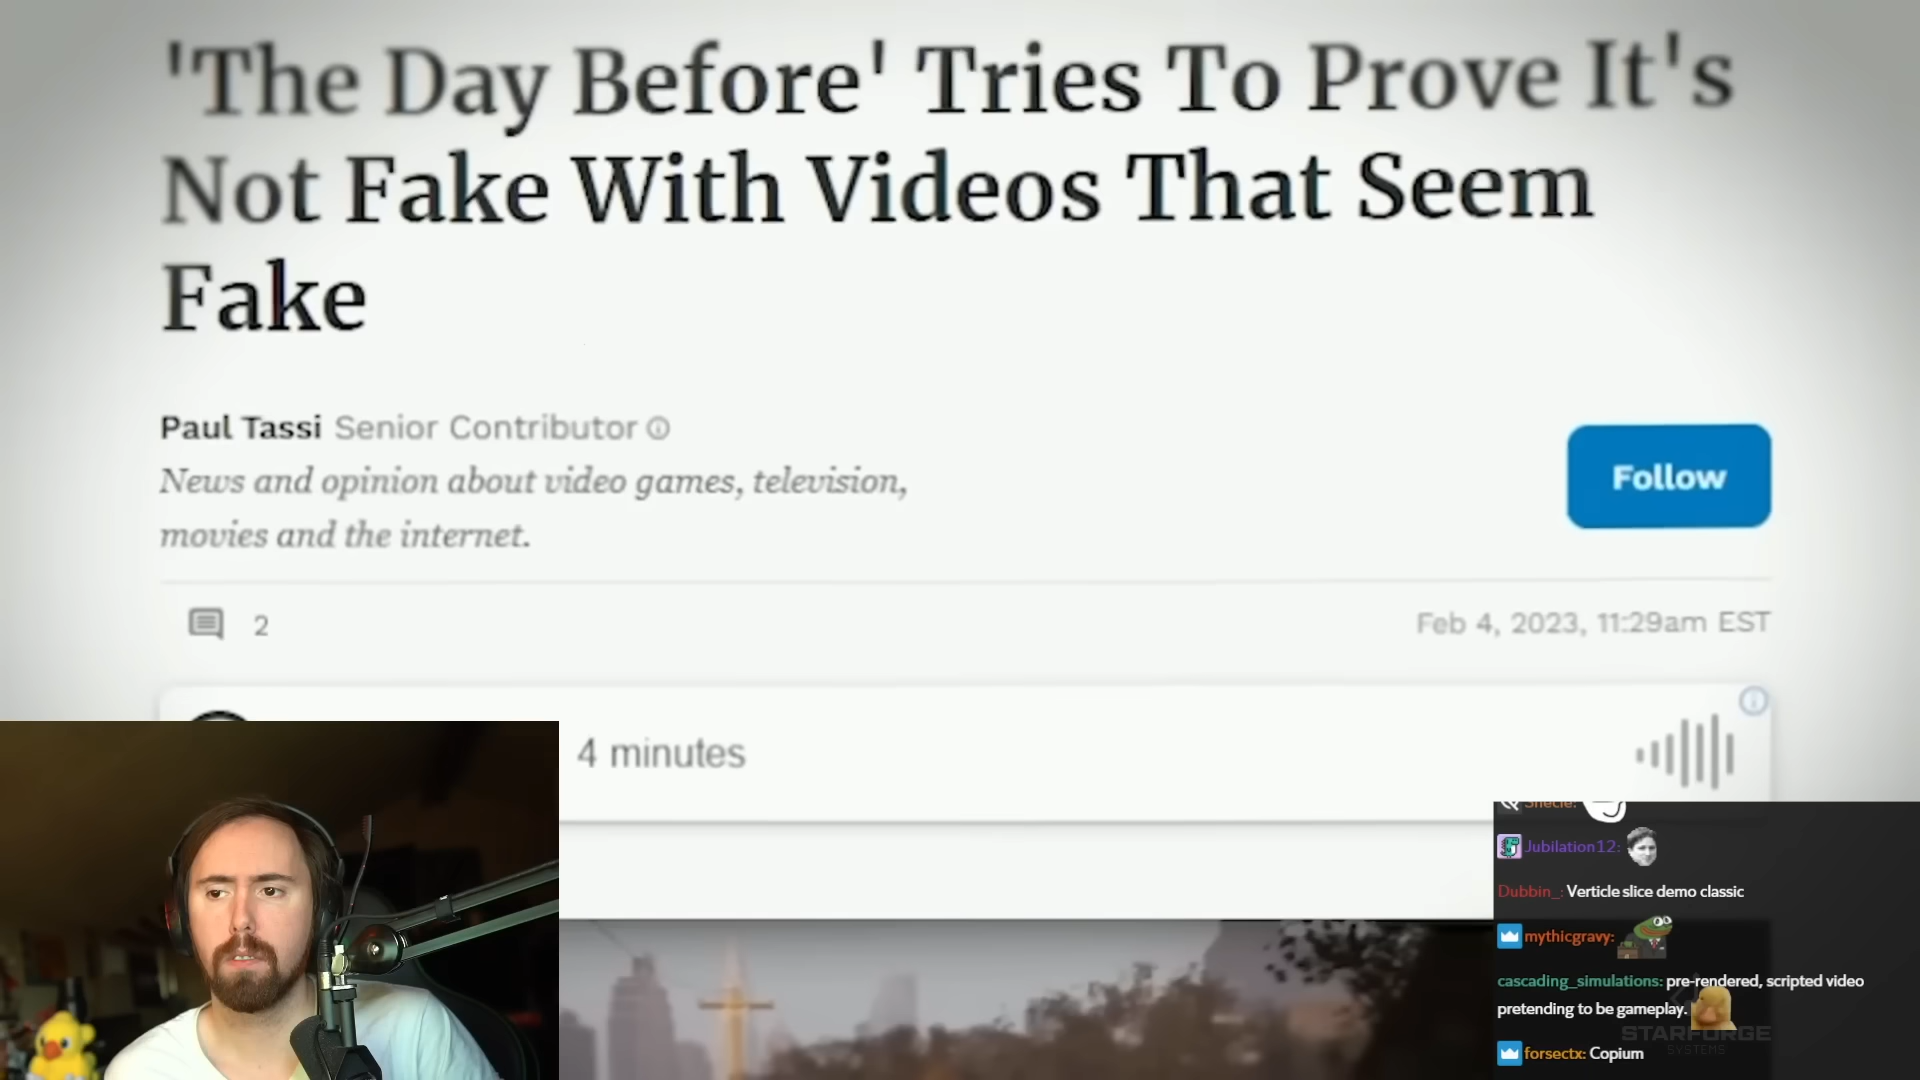 'The Day Before' Tries To Prove It's
Not Fake With Videos That Seem
Fake
Paul Tassi Senior Contributor
News and opinion about video games, television,
movies and the internet.
Follow
2
Feb 4, 2023, 11:29am EST
4 minutes
Jubilation12:
Dubbin_: Verticle slice demo classic
mythicgravy:
cascading_simulations: pre-rendered, scripted video
pretending to be gameplay.
STARFORGE
SYSTEMS
forsectx: Copium